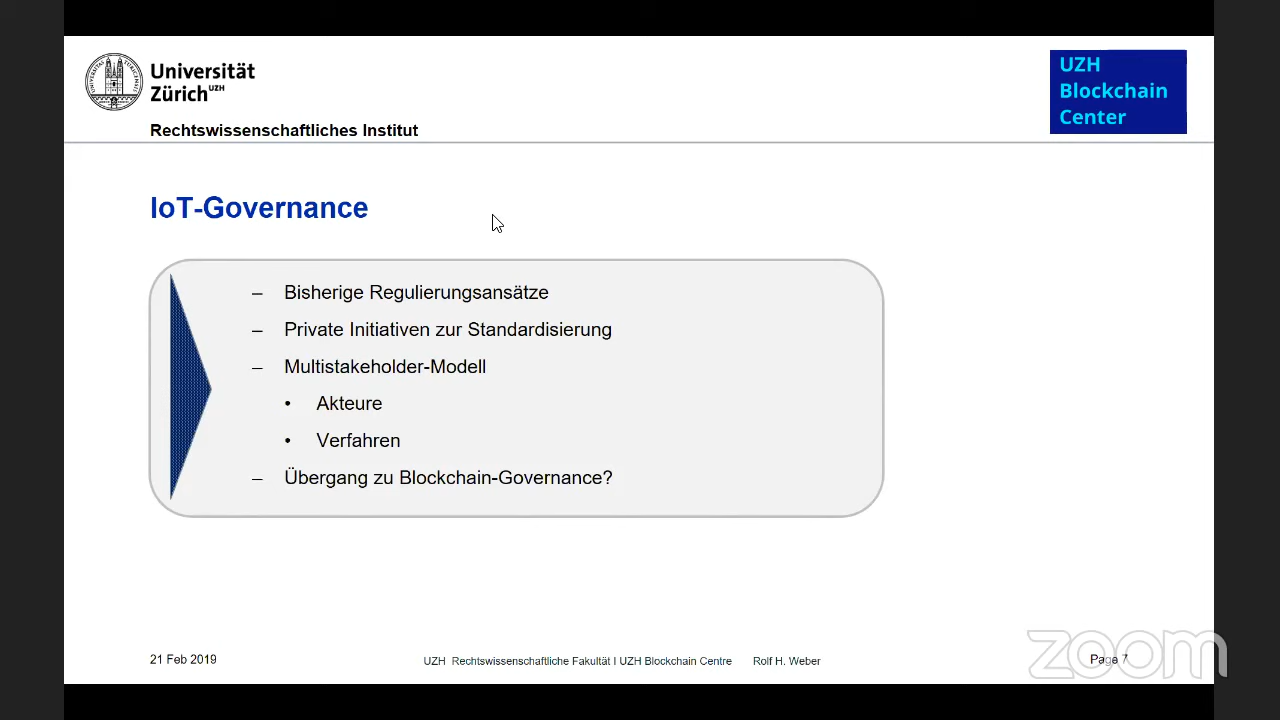 Universität
Zürich UZH
Rechtswissenschaftliches Institut
UZH
Blockchain
Center
IoT-Governance
– Bisherige Regulierungsansätze
– Private Initiativen zur Standardisierung
– Multistakeholder-Modell
• Akteure
• Verfahren
– Übergang zu Blockchain-Governance?
21 Feb 2019
UZH Rechtswissenschaftliche Fakultät I UZH Blockchain Centre Rolf H. Weber
Page 7
zoom